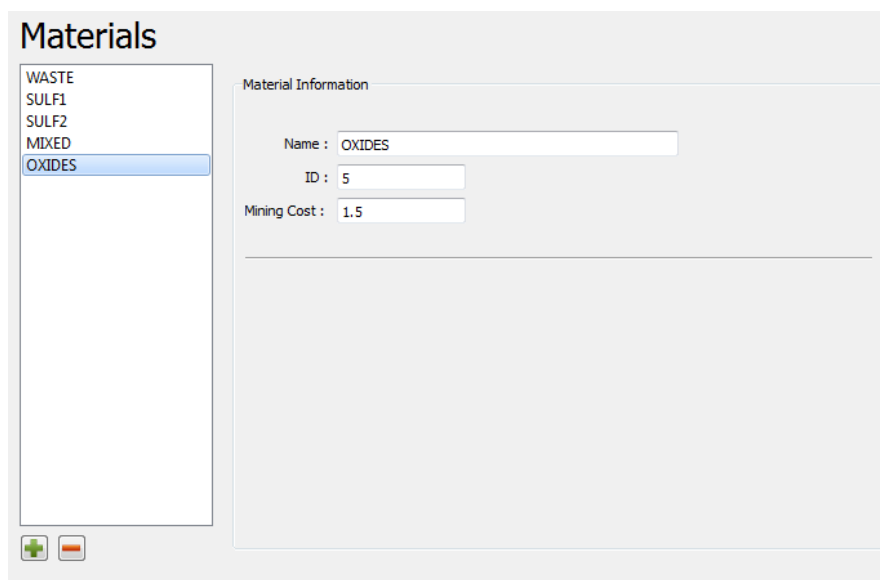 Materials
WASTE
SULF1
SULF2
MIXED
OXIDES
Material Information
Name : OXIDES
ID : 5
Mining Cost : 1.5